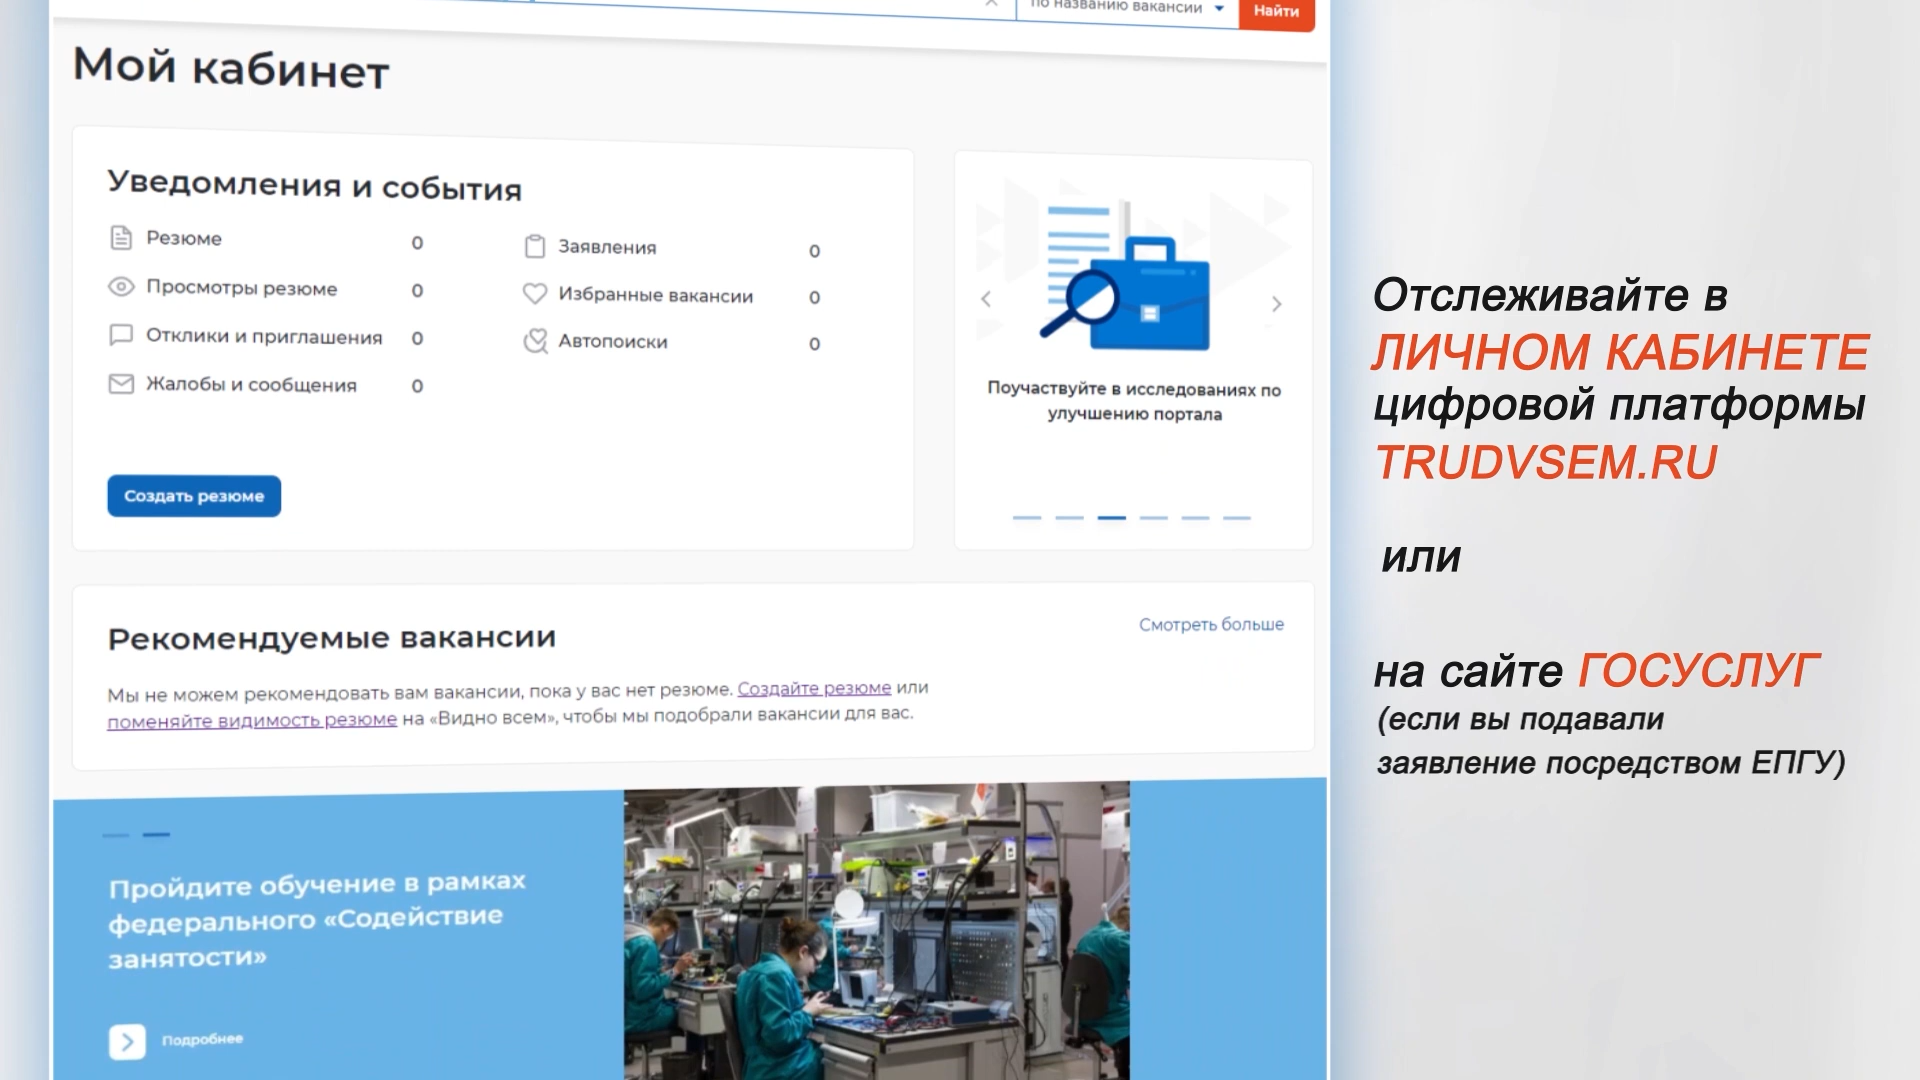 по названию вакансии
Найти
Мой кабинет
Уведомления и события
Резюме 0
Просмотры резюме 0
Отклики и приглашения 0
Жалобы и сообщения 0
Заявления 0
Избранные вакансии 0
Автопоиски 0
Создать резюме
Поучаствуйте в исследованиях по
улучшению портала
Рекомендуемые вакансии
Смотреть больше
Мы не можем рекомендовать вам вакансии, пока у вас нет резюме. Создайте резюме или
поменяйте видимость резюме на «Видно всем», чтобы мы подобрали вакансии для вас.
Пройдите обучение в рамках
федерального «Содействие
занятости»
Подробнее
Отслеживайте в
ЛИЧНОМ КАБИНЕТЕ
цифровой платформы
TRUDVSEM.RU
или
на сайте ГОСУСЛУГ
(если вы подавали
заявление посредством ЕПГУ)